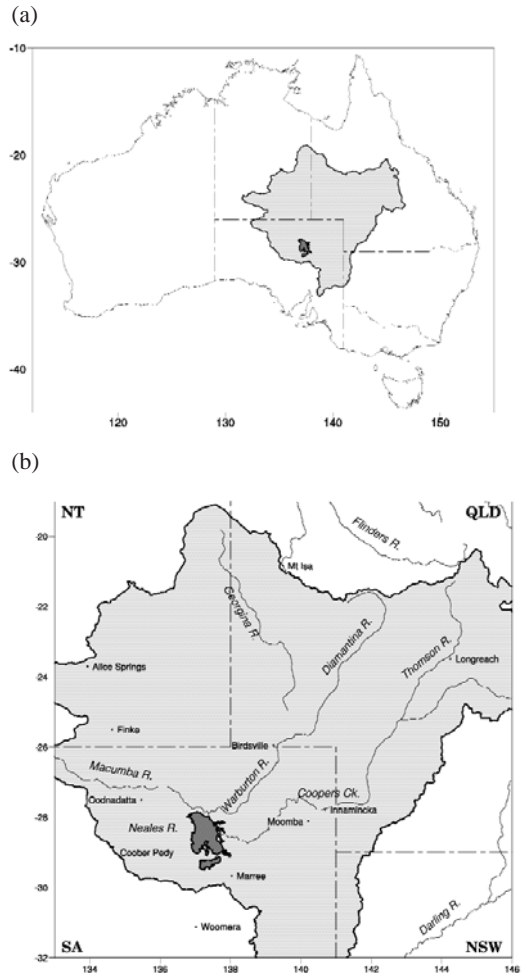 (a)
-10
-20
-30
-40
120 130 140 150
(b)
NT QLD
-20
Flinders R.
Mt Isa
-22
Georgina R.
Diamantina R.
Thomson R.
Longreach
Alice Springs
-24
Finke
-26
Birdsville
Macumba R.
Warburton R.
Coopers Ck.
Oodnadatta
Innamincka
Moomba
-28
Neales R.
Coober Pedy
Marree
-30
Darling R.
Woomera
SA NSW
-32
134 136 138 140 142 144 146